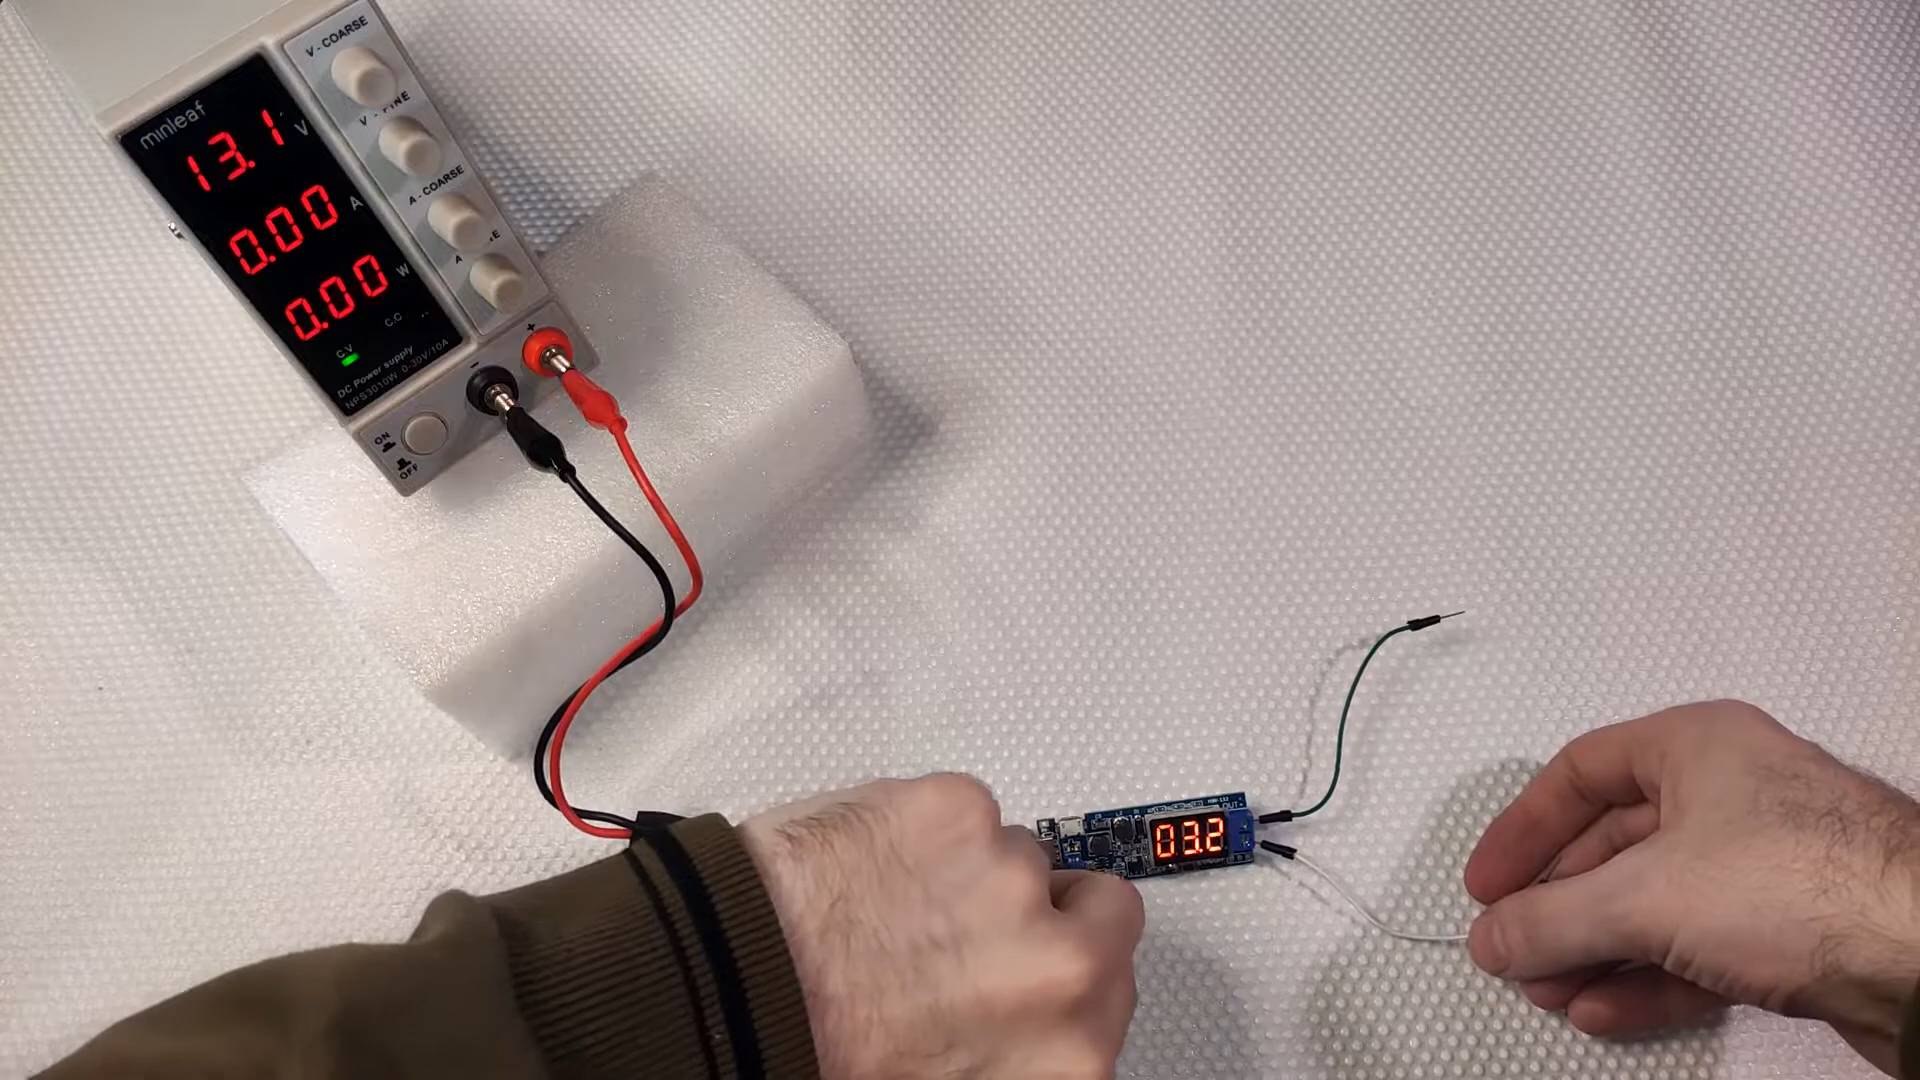 minleaf
13.1 V
0.00 A
0.00 W
C.C
C.V
DC Power supply
NPS3010W 0-30V/10A
V - COARSE
V - FINE
A - COARSE
A
+
-
ON
OFF
03.2
OUT